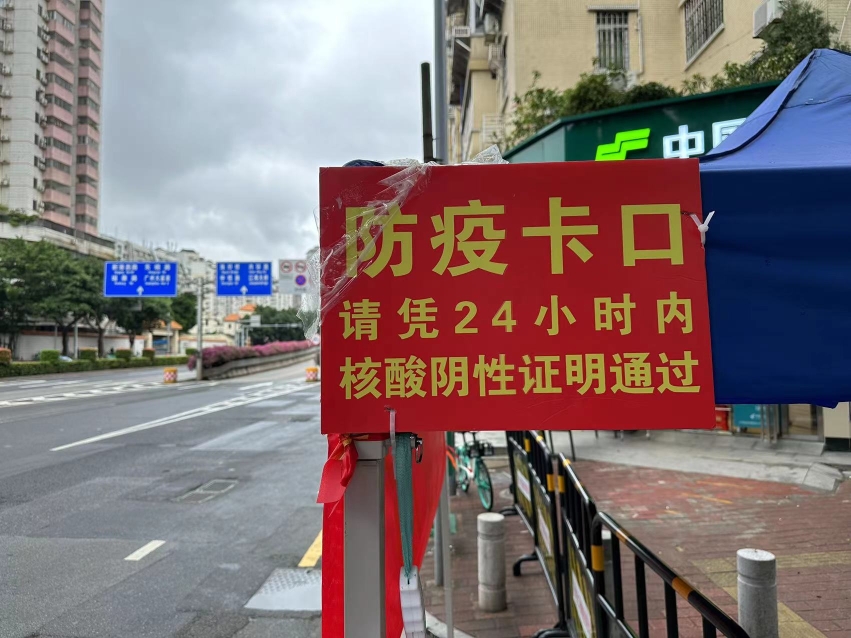 中国
防疫卡口
请凭24小时内
核酸阴性证明通过